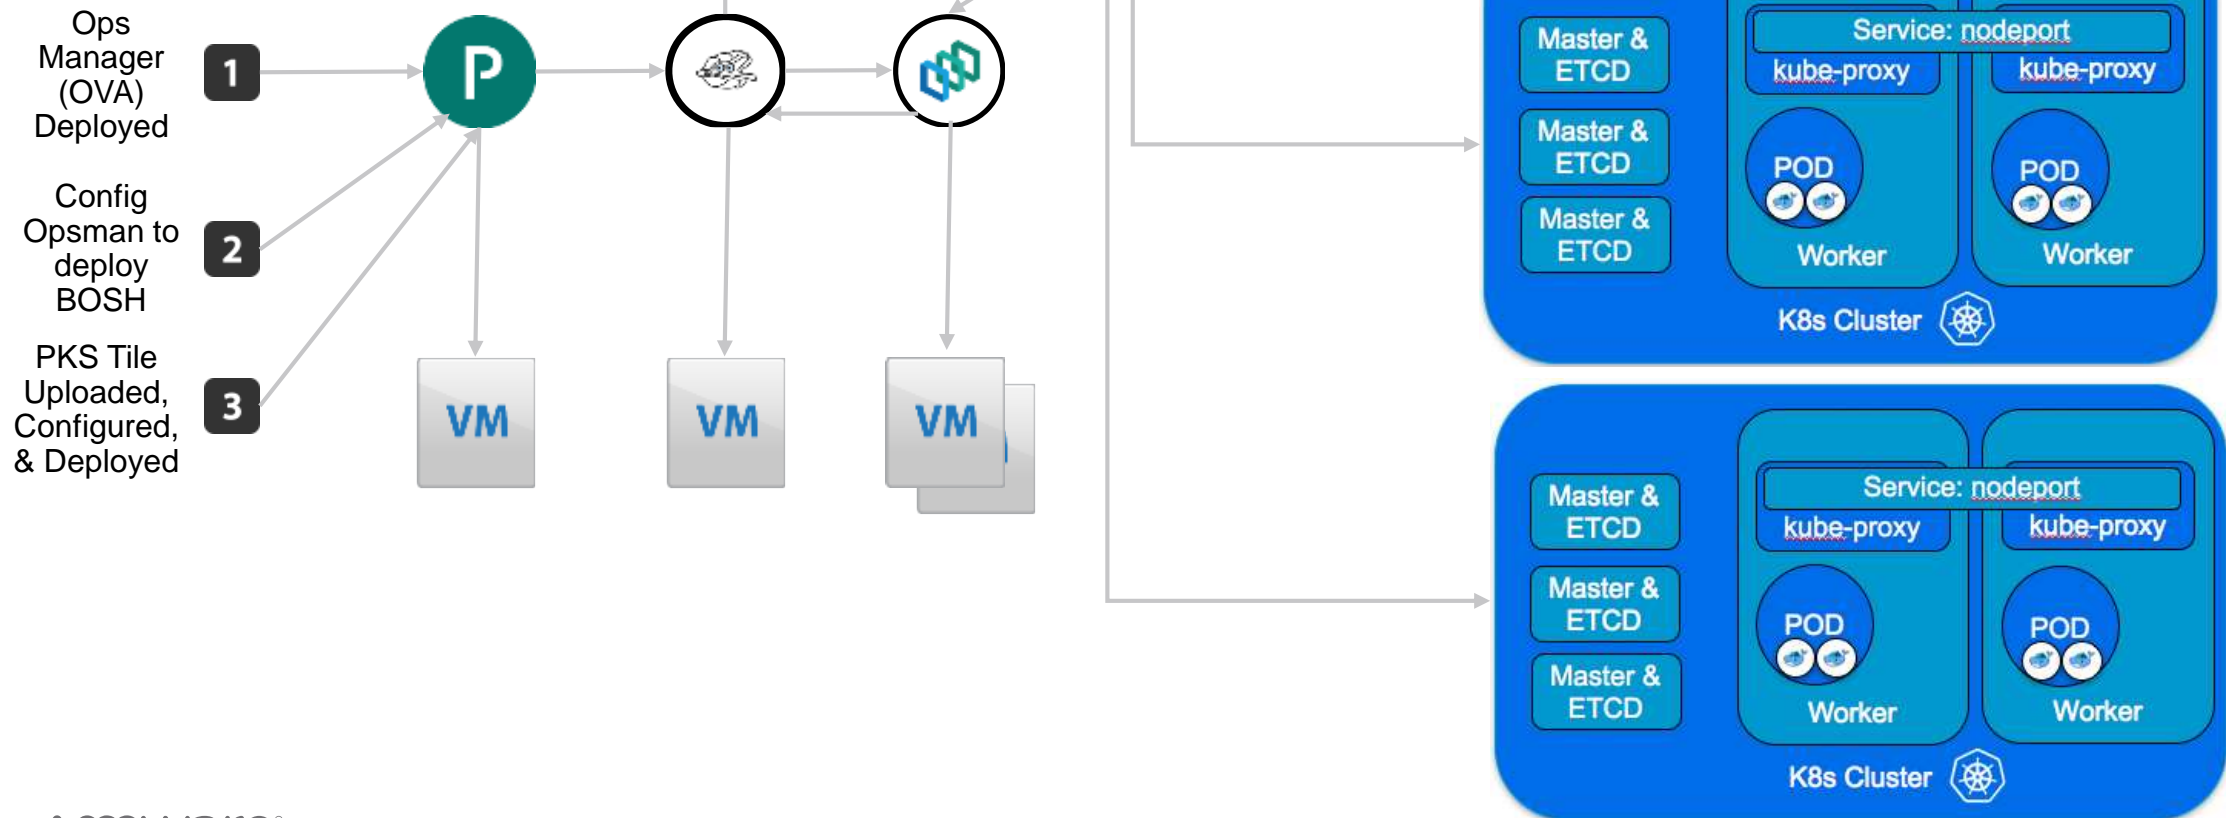 Ops
Manager
(OVA)
Deployed
1
P
Config
Opsman to
deploy
BOSH
2
PKS Tile
Uploaded,
Configured,
& Deployed
3
VM
VM
VM
Master &
ETCD
Master &
ETCD
Master &
ETCD
Service: nodeport
kube-proxy
kube-proxy
POD
POD
Worker
Worker
K8s Cluster
Master &
ETCD
Master &
ETCD
Master &
ETCD
Service: nodeport
kube-proxy
kube-proxy
POD
POD
Worker
Worker
K8s Cluster